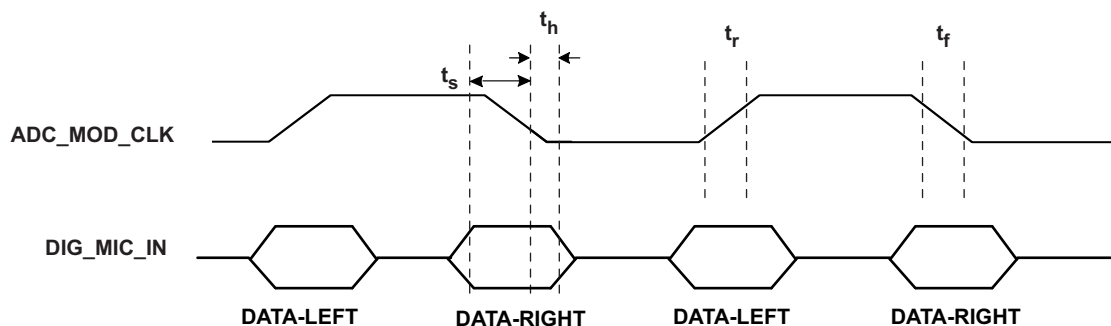 t_h
t_r
t_f
t_s
ADC_MOD_CLK
DIG_MIC_IN
DATA-LEFT DATA-RIGHT DATA-LEFT DATA-RIGHT